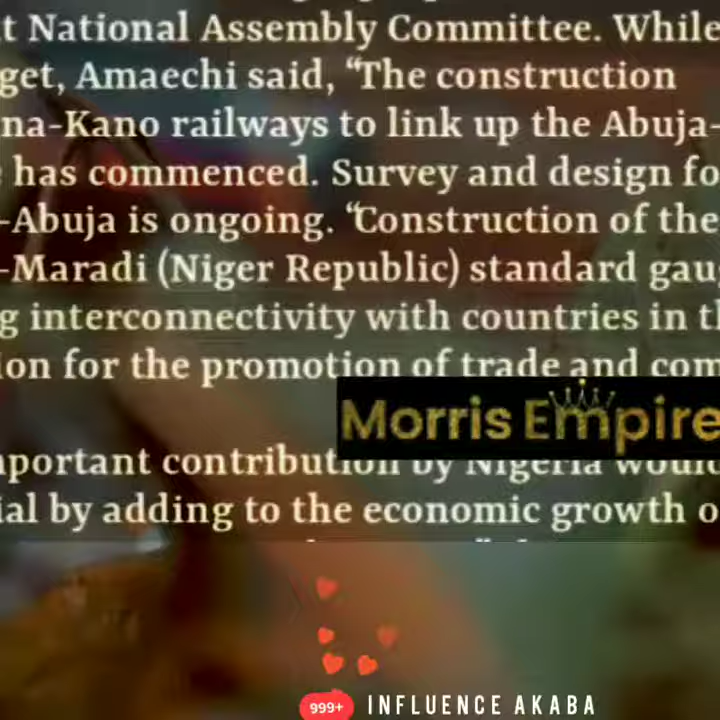 t National Assembly Committee. While
get, Amaechi said, “The construction
na-Kano railways to link up the Abuja-
has commenced. Survey and design fo
-Abuja is ongoing. “Construction of the
-Maradi (Niger Republic) standard gau
g interconnectivity with countries in t
ion for the promotion of trade and com
Morris Empire
portant contribution by Nigeria would
ial by adding to the economic growth o
999+ INFLUENCE AKABA